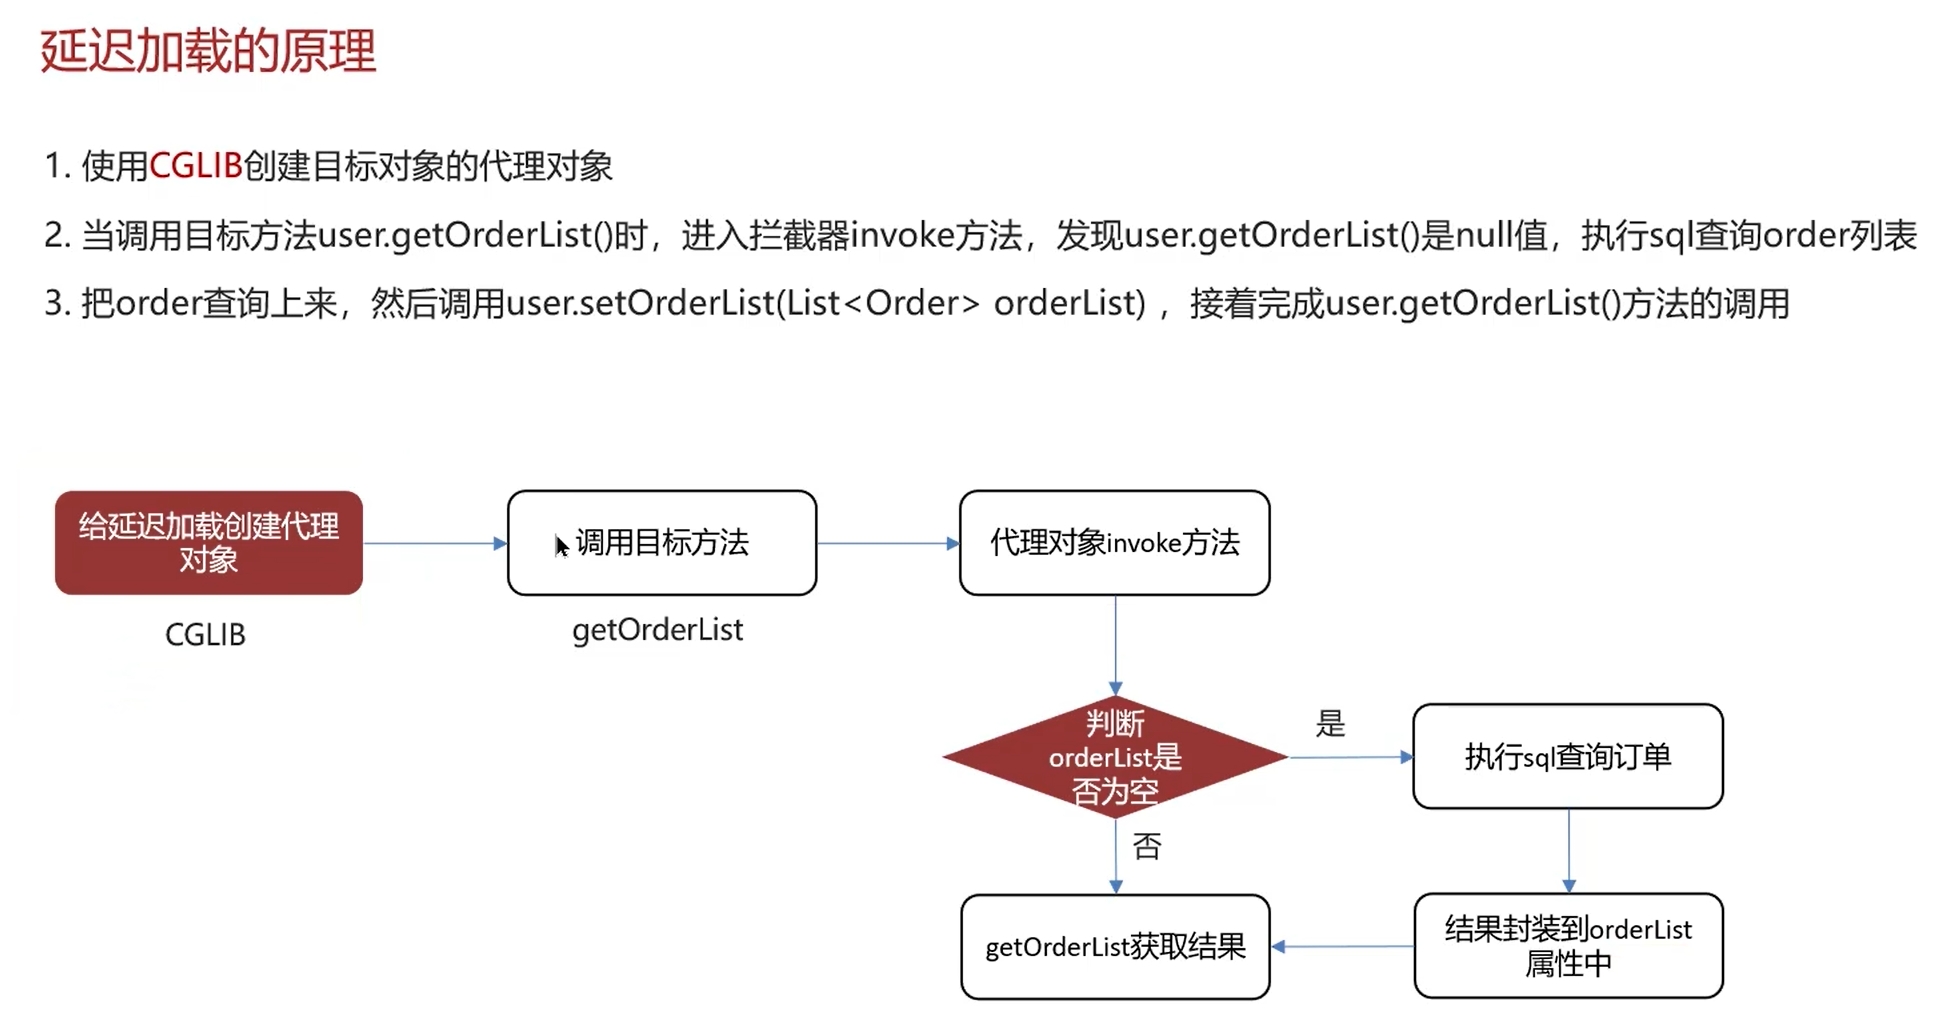 延迟加载的原理
1. 使用CGLIB创建目标对象的代理对象
2. 当调用目标方法user.getOrderList()时，进入拦截器invoke方法，发现user.getOrderList()是null值，执行sql查询order列表
3. 把order查询上来，然后调用user.setOrderList(List<Order> orderList) ，接着完成user.getOrderList()方法的调用
给延迟加载创建代理
对象
CGLIB
调用目标方法
getOrderList
代理对象invoke方法
判断
orderList是
否为空
是
执行sql查询订单
否
结果封装到orderList
属性中
getOrderList获取结果